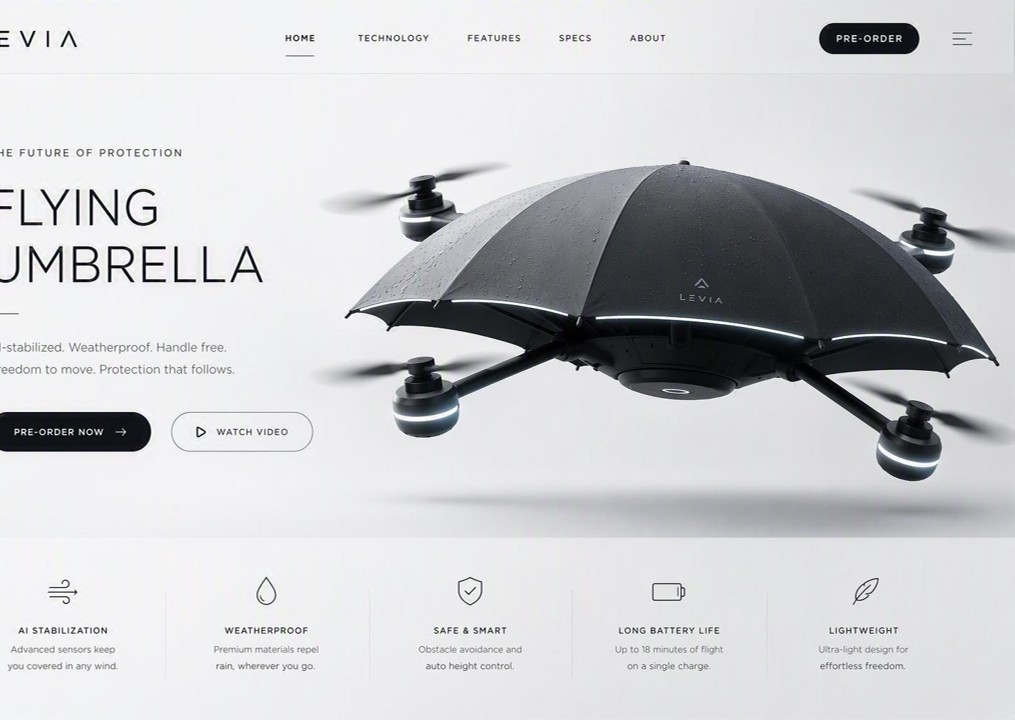 EVIA
HOME
TECHNOLOGY
FEATURES
SPECS
ABOUT
PRE-ORDER
HE FUTURE OF PROTECTION
FLYING
UMBRELLA
I-stabilized. Weatherproof. Handle free.
reedom to move. Protection that follows.
PRE-ORDER NOW
WATCH VIDEO
LEVIA
AI STABILIZATION
Advanced sensors keep
you covered in any wind.
WEATHERPROOF
Premium materials repel
rain, wherever you go.
SAFE & SMART
Obstacle avoidance and
auto height control.
LONG BATTERY LIFE
Up to 18 minutes of flight
on a single charge.
LIGHTWEIGHT
Ultra-light design for
effortless freedom.